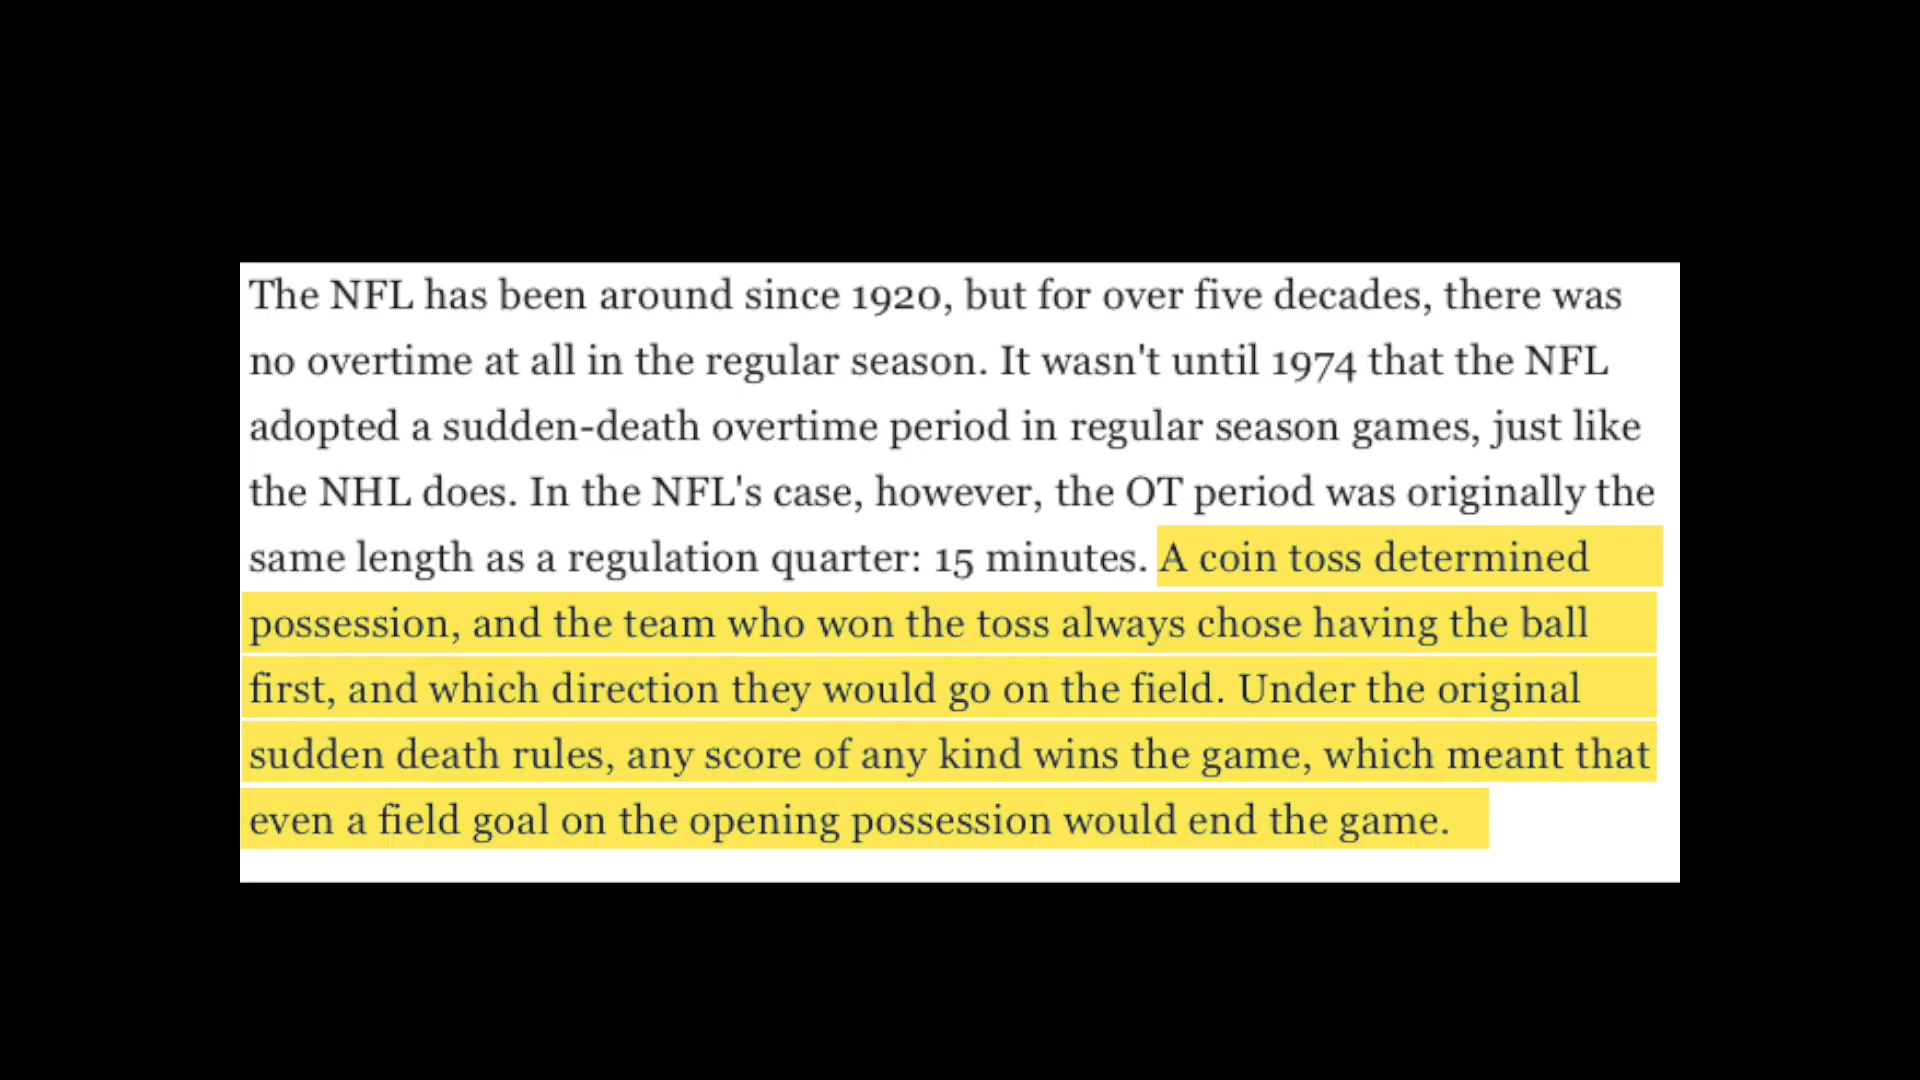 The NFL has been around since 1920, but for over five decades, there was
no overtime at all in the regular season. It wasn't until 1974 that the NFL
adopted a sudden-death overtime period in regular season games, just like
the NHL does. In the NFL's case, however, the OT period was originally the
same length as a regulation quarter: 15 minutes. A coin toss determined
possession, and the team who won the toss always chose having the ball
first, and which direction they would go on the field. Under the original
sudden death rules, any score of any kind wins the game, which meant that
even a field goal on the opening possession would end the game.